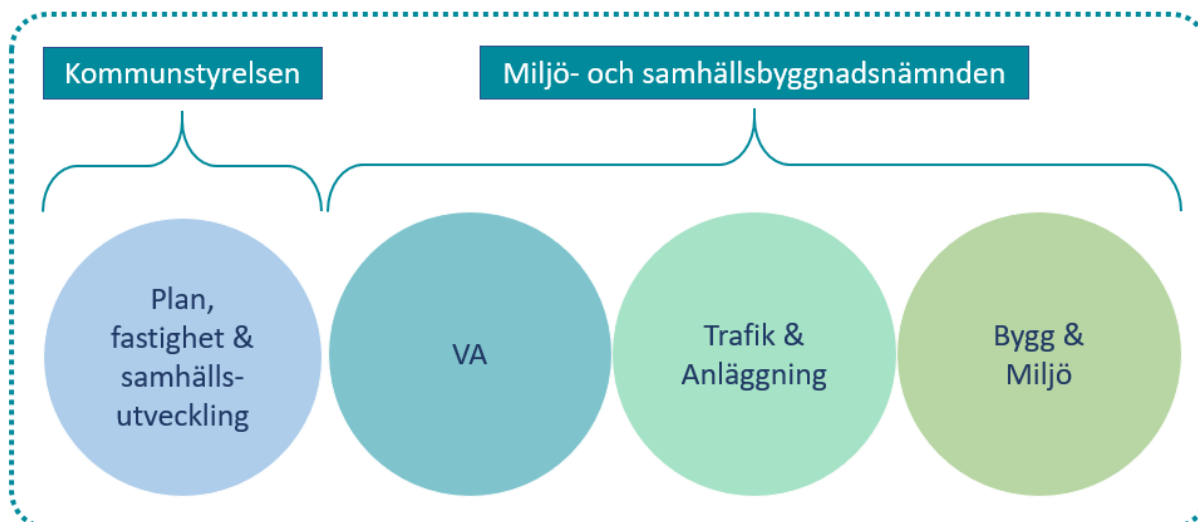 Kommunstyrelsen
Miljö- och samhällsbyggnadsnämnden
Plan,
fastighet &
samhälls-
utveckling
VA
Trafik &
Anläggning
Bygg &
Miljö